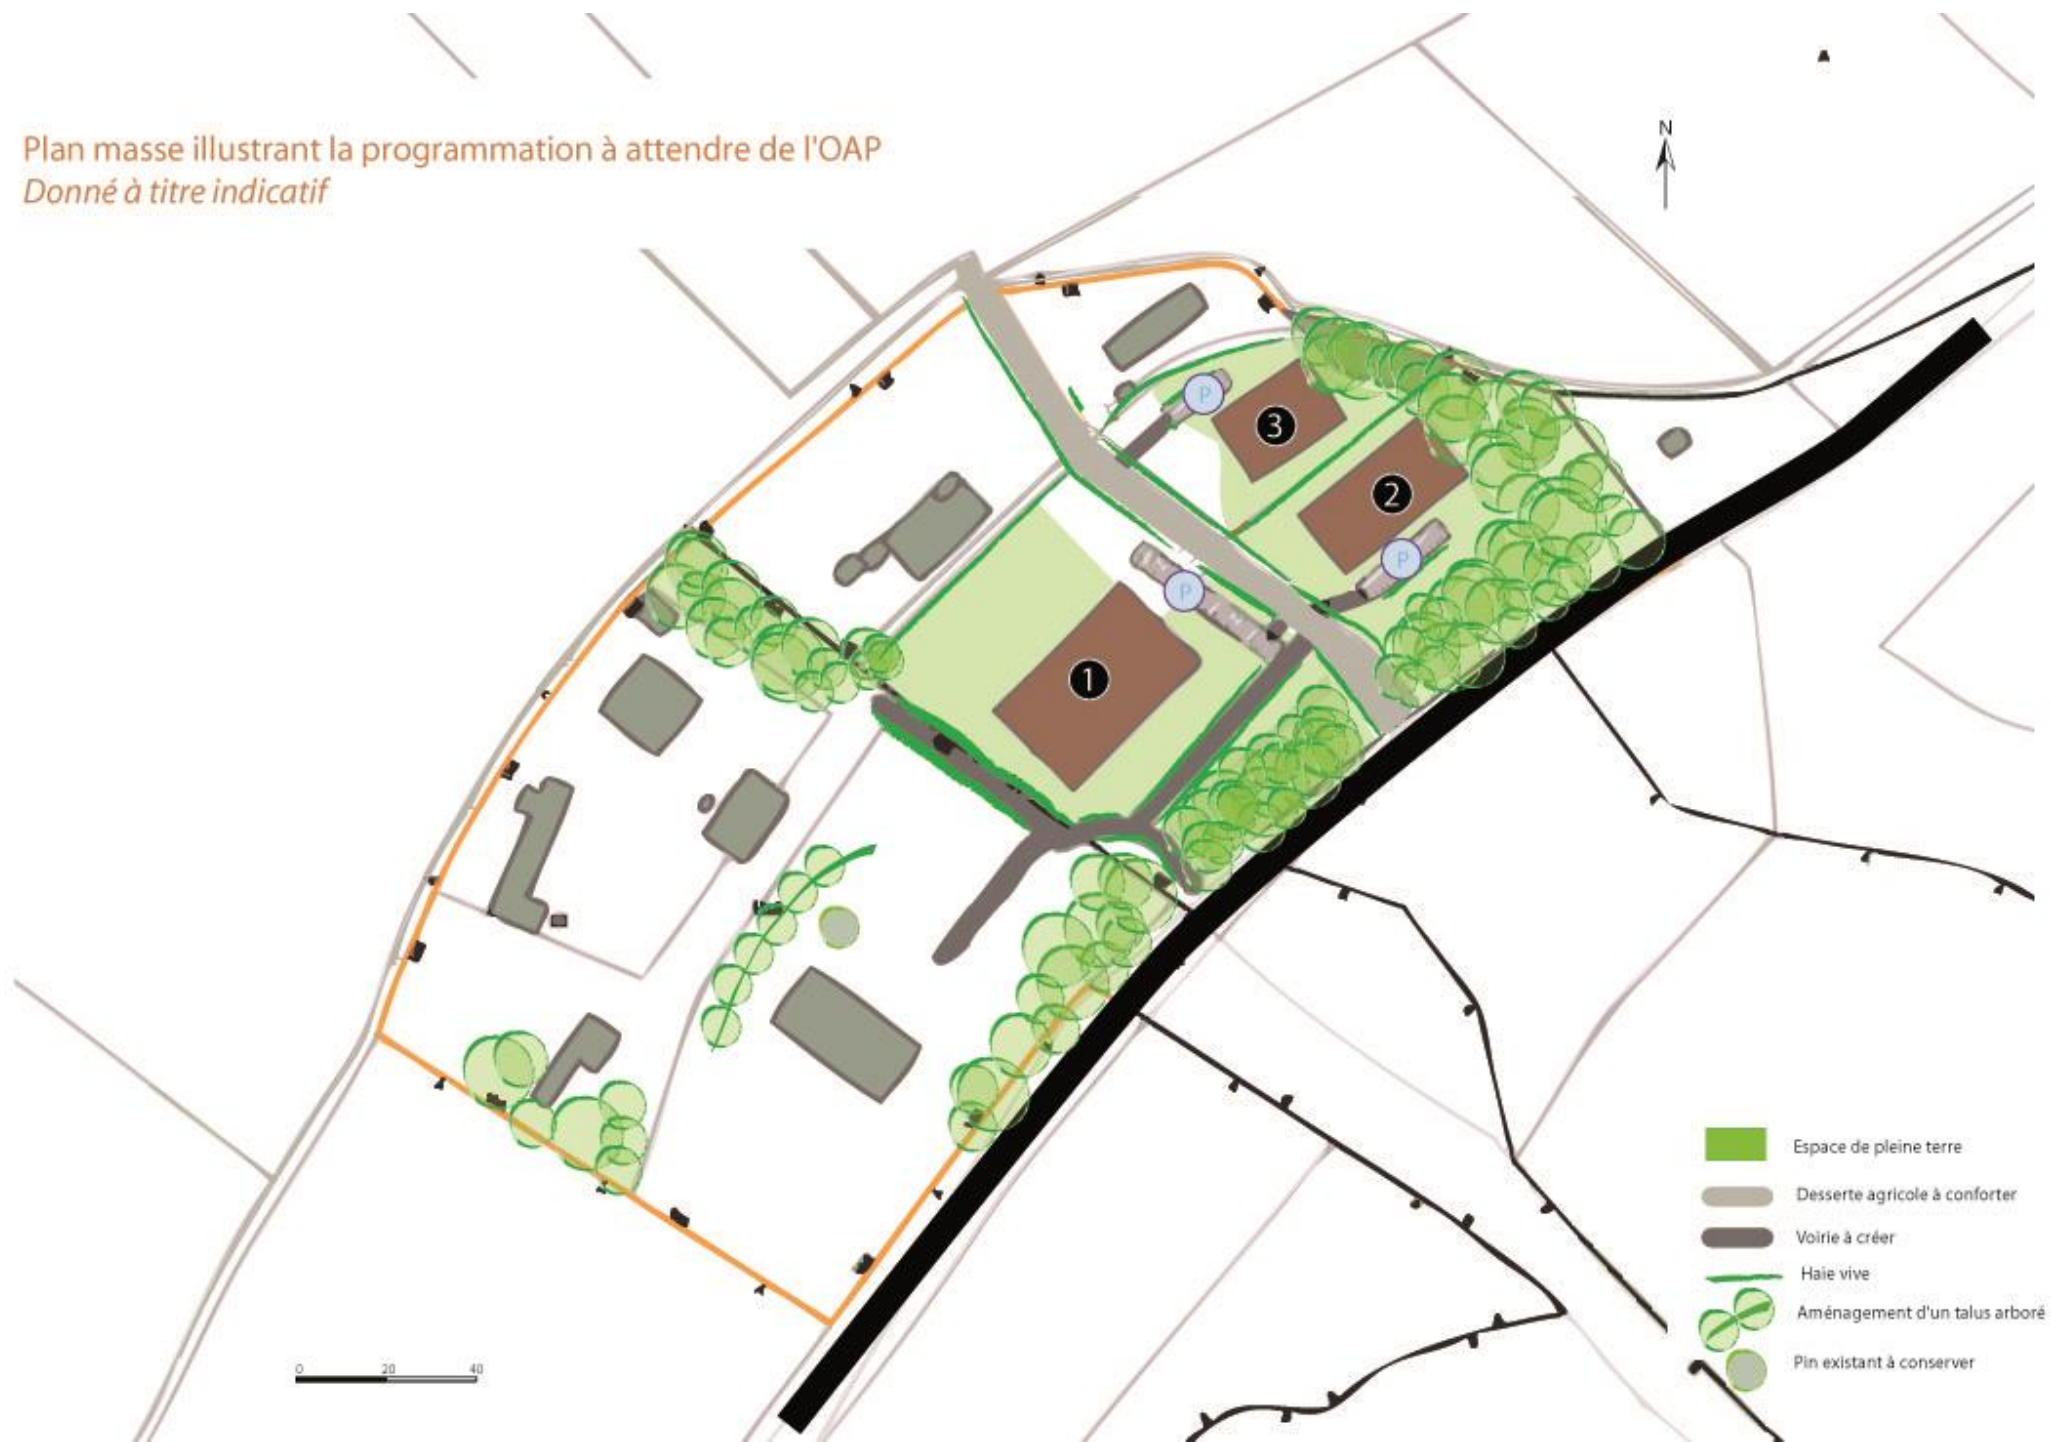 Plan masse illustrant la programmation à attendre de l'OAP
Donné à titre indicatif
N
P
3
2
P
P
1
Espace de pleine terre
Desserte agricole à conforter
Voirie à créer
Haie vive
Aménagement d'un talus arboré
Pin existant à conserver
0 20 40